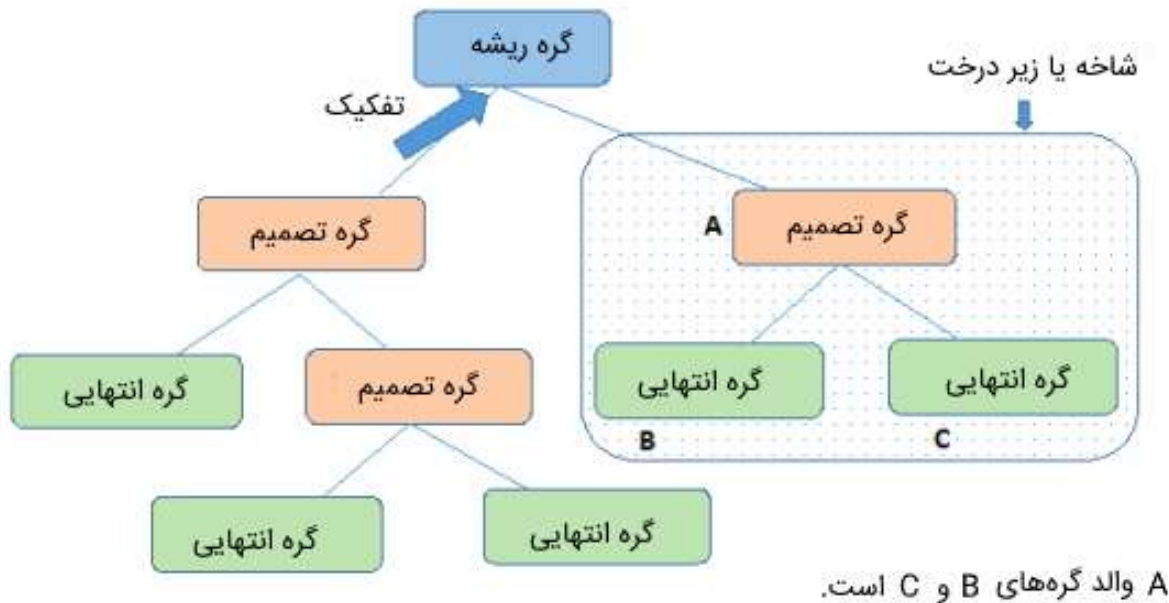 گره ریشه
شاخه یا زیر درخت
تفکیک
گره تصمیم
A
گره تصمیم
گره انتهایی
گره تصمیم
گره انتهایی
گره انتهایی
B
C
گره انتهایی
گره انتهایی
A والد گره‌های B و C است.